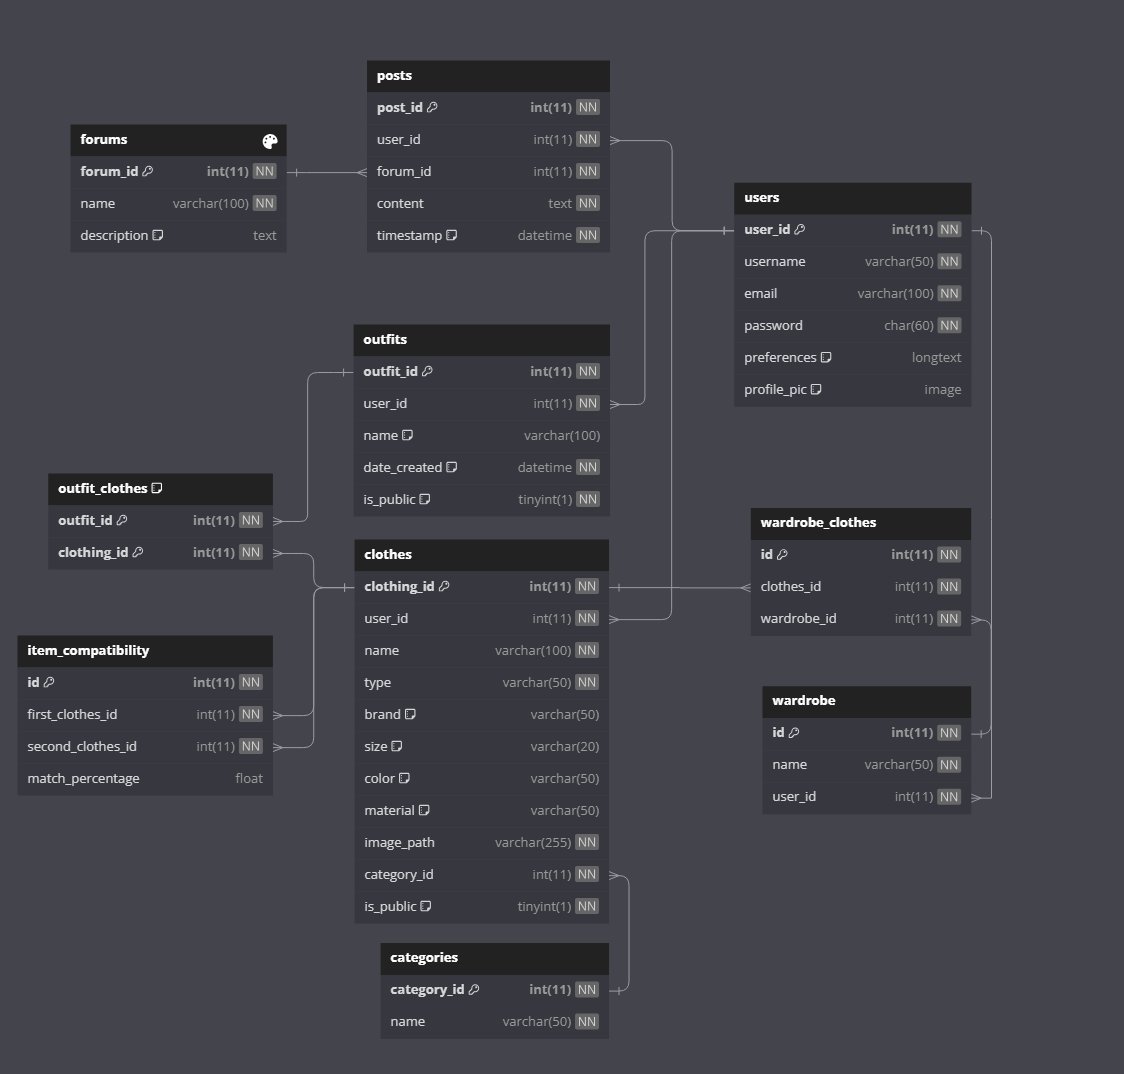 posts
post_id int(11) NN
user_id int(11) NN
forum_id int(11) NN
content text NN
timestamp datetime NN
forums
forum_id int(11) NN
name varchar(100) NN
description text
users
user_id int(11) NN
username varchar(50) NN
email varchar(100) NN
password char(60) NN
preferences longtext
profile_pic image
outfits
outfit_id int(11) NN
user_id int(11) NN
name varchar(100)
date_created datetime NN
is_public tinyint(1) NN
outfit_clothes
outfit_id int(11) NN
clothing_id int(11) NN
wardrobe_clothes
id int(11) NN
clothes_id int(11) NN
wardrobe_id int(11) NN
clothes
clothing_id int(11) NN
user_id int(11) NN
name varchar(100) NN
type varchar(50) NN
brand varchar(50)
size varchar(20)
color varchar(50)
material varchar(50)
image_path varchar(255) NN
category_id int(11) NN
is_public tinyint(1) NN
item_compatibility
id int(11) NN
first_clothes_id int(11) NN
second_clothes_id int(11) NN
match_percentage float
wardrobe
id int(11) NN
name varchar(50) NN
user_id int(11) NN
categories
category_id int(11) NN
name varchar(50) NN